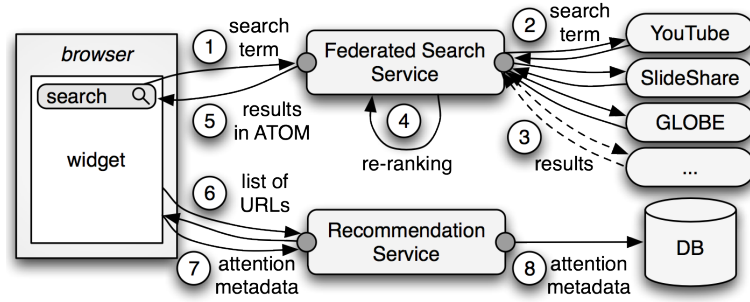 browser
search
widget
1
search
term
5
results
in ATOM
Federated Search
Service
4
re-ranking
2
search
term
3
results
YouTube
SlideShare
GLOBE
...
6
list of
URLs
7
attention
metadata
Recommendation
Service
8
attention
metadata
DB